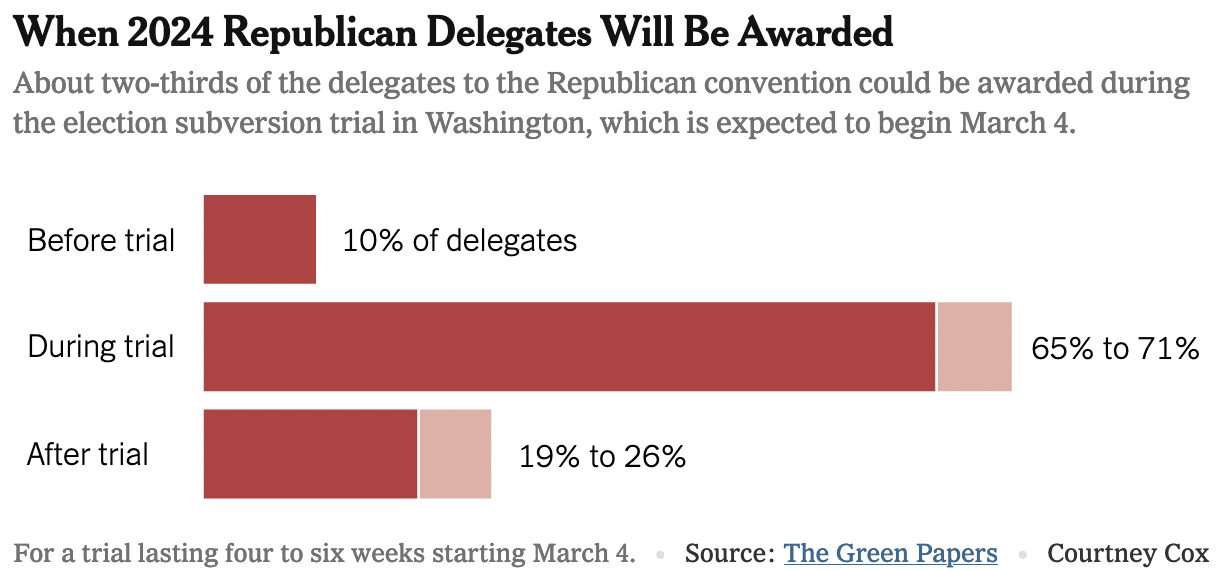 When 2024 Republican Delegates Will Be Awarded
About two-thirds of the delegates to the Republican convention could be awarded during
the election subversion trial in Washington, which is expected to begin March 4.
Before trial 10% of delegates
During trial 65% to 71%
After trial 19% to 26%
For a trial lasting four to six weeks starting March 4. • Source: The Green Papers • Courtney Cox